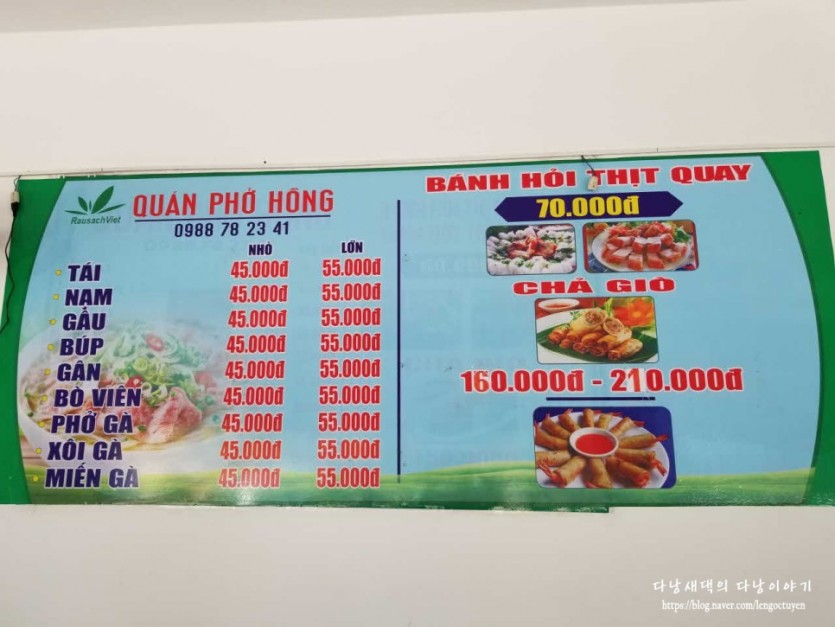 RausachViet
QUÁN PHỞ HỒNG
0988 78 23 41
NHỎ LỚN
TÁI 45.000đ 55.000đ
NẠM 45.000đ 55.000đ
GẦU 45.000đ 55.000đ
BÚP 45.000đ 55.000đ
GÂN 45.000đ 55.000đ
BÒ VIÊN 45.000đ 55.000đ
PHỞ GÀ 45.000đ 55.000đ
XÔI GÀ 45.000đ 55.000đ
MIẾN GÀ 45.000đ 55.000đ
BÁNH HỎI THỊT QUAY
70.000đ
CHẢ GIÒ
160.000đ - 210.000đ
다낭새댁의 다낭이야기
https://blog.naver.com/lengoctuyen